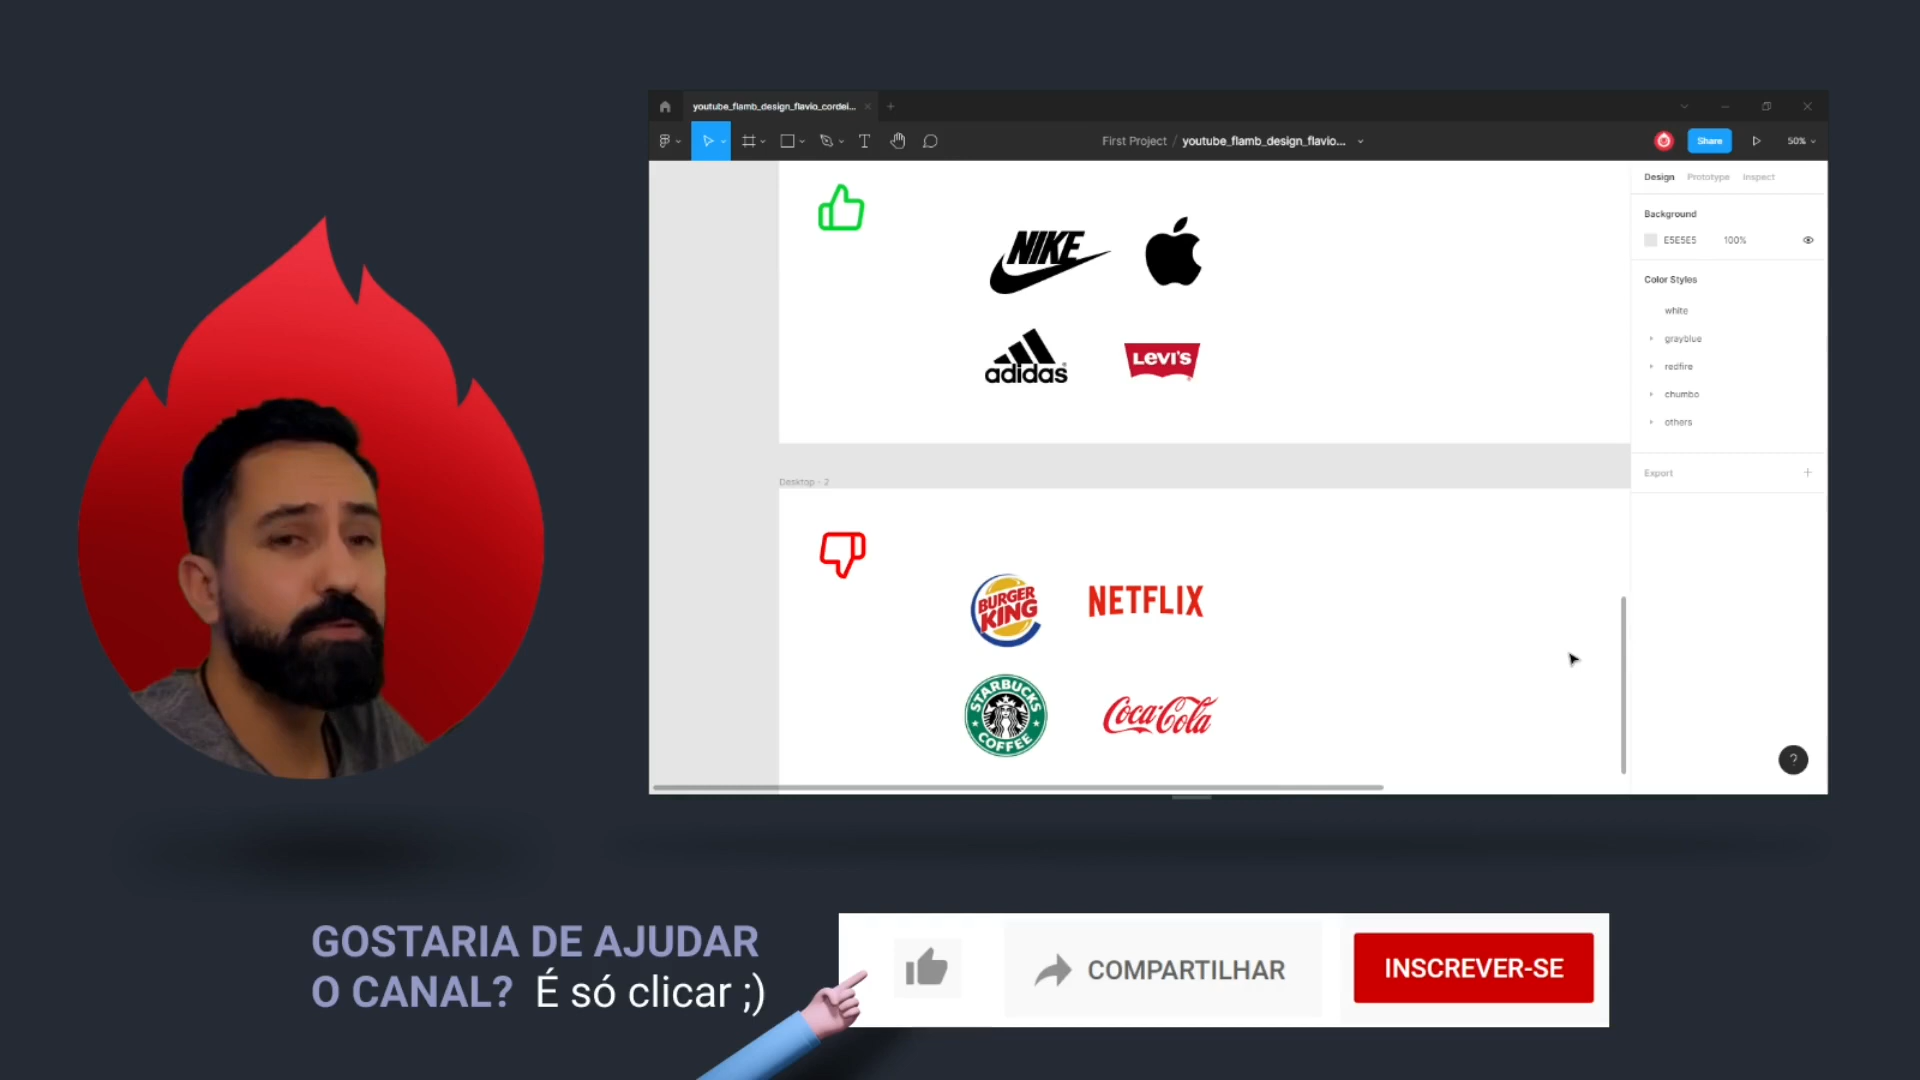 youtube_flamb_design_flavio_cordei...
First Project / youtube_flamb_design_flavio...
Share
50%
Design Prototype Inspect
Background
E5E5E5 100%
Color Styles
white
grayblue
redfire
chumbo
others
Export
NIKE
adidas
LEVI'S
Desktop - 2
BURGER
KING
NETFLIX
STARBUCKS
COFFEE
Coca-Cola
?
GOSTARIA DE AJUDAR
O CANAL? É só clicar ;)
COMPARTILHAR
INSCREVER-SE